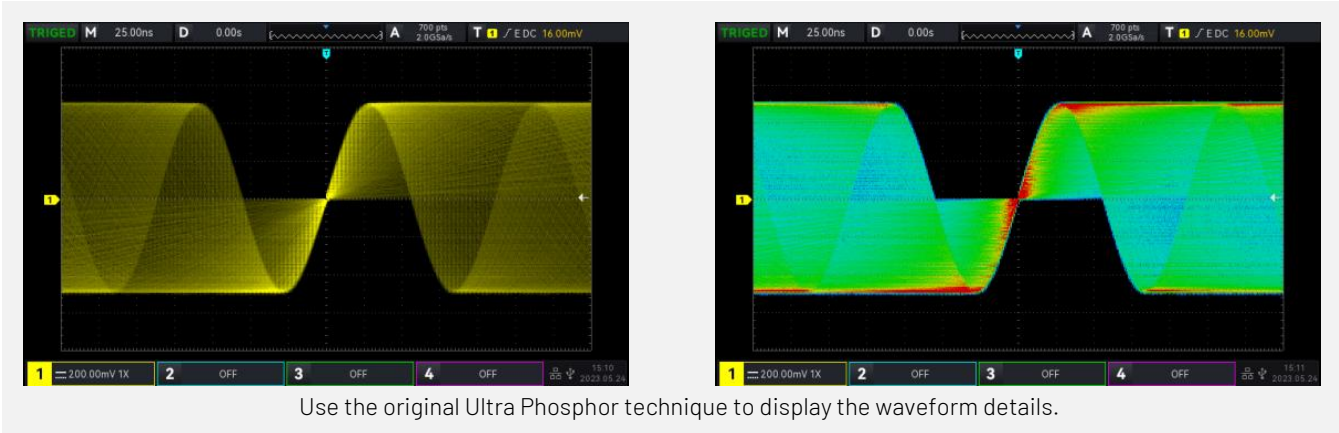 TRIGED M 25.00ns D 0.00s A 700 pts 2.0GSa/s T 1 E DC 16.00mV
T
1
1 200.00mV 1X 2 OFF 3 OFF 4 OFF 15:10 2023.05.24
TRIGED M 25.00ns D 0.00s A 700 pts 2.0GSa/s T 1 E DC 16.00mV
T
1
1 200.00mV 1X 2 OFF 3 OFF 4 OFF 15:11 2023.05.24
Use the original Ultra Phosphor technique to display the waveform details.